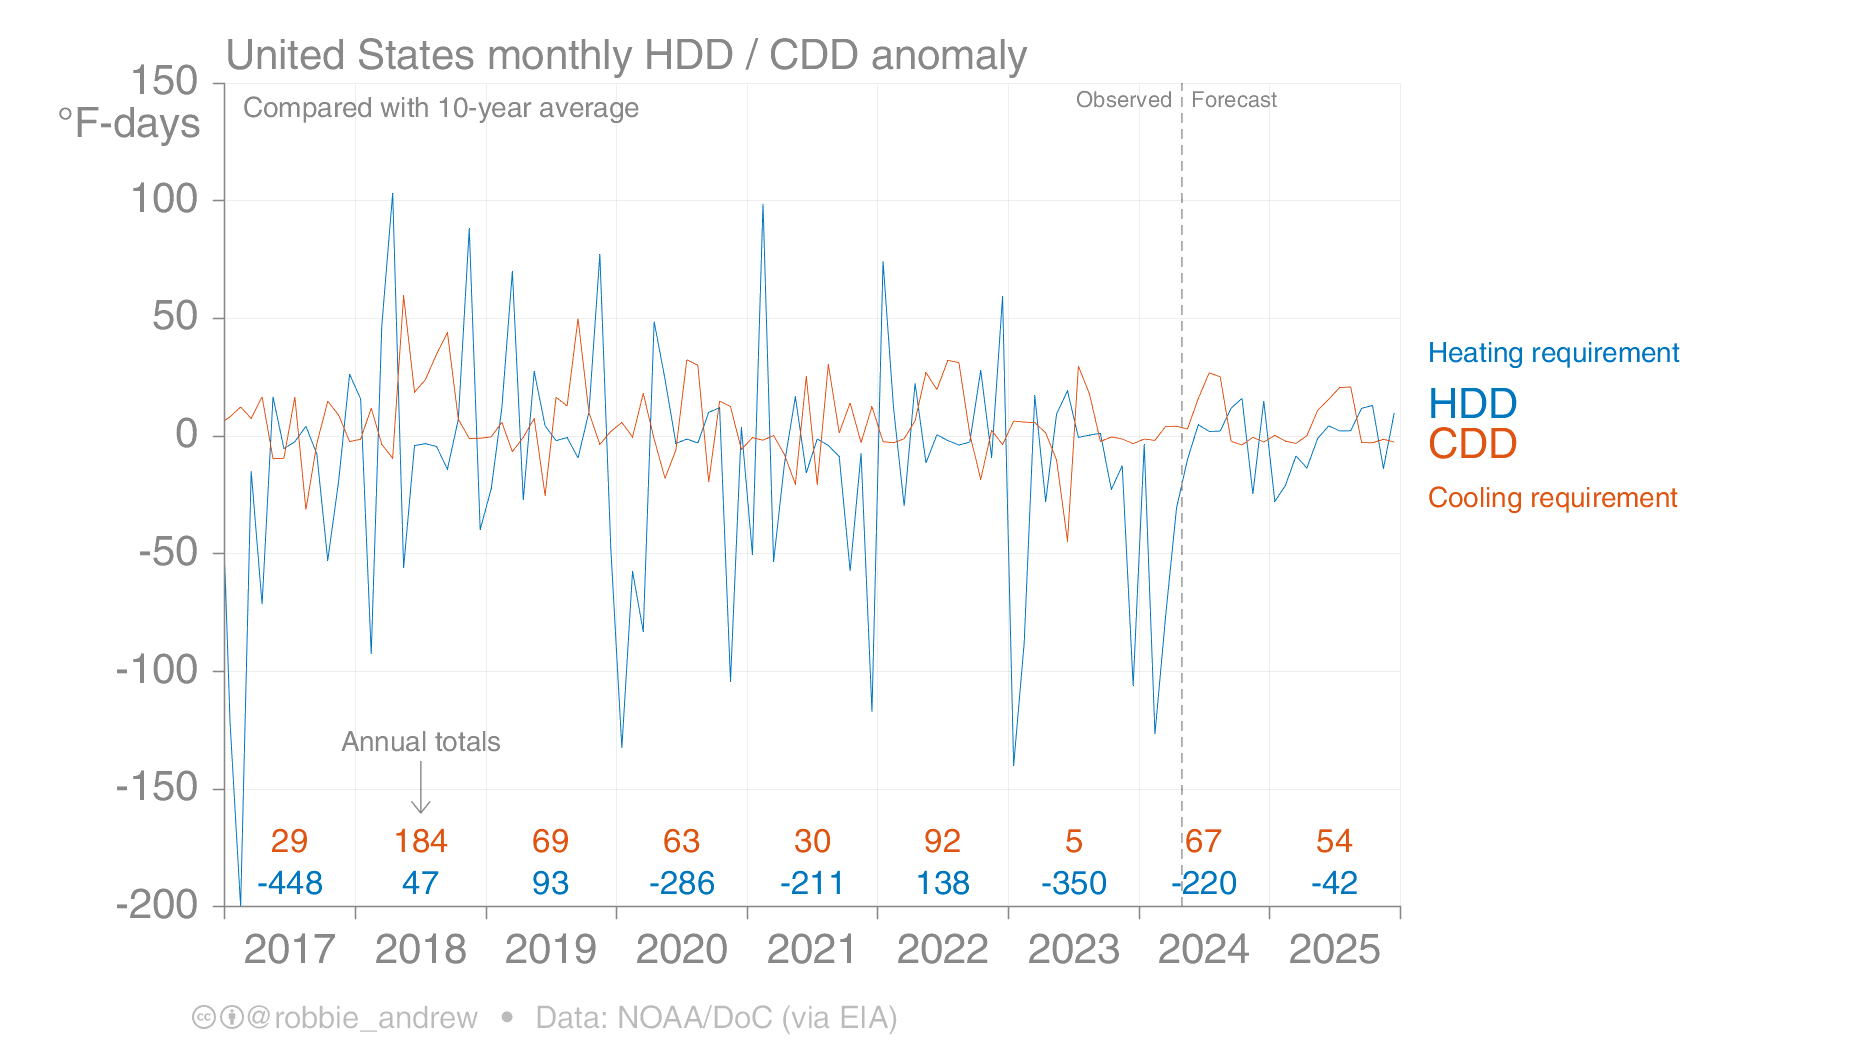 United States monthly HDD / CDD anomaly
150
°F-days
Compared with 10-year average
Observed
Forecast
100
50
0
-50
-100
-150
-200
Heating requirement
HDD
CDD
Cooling requirement
Annual totals
29 184 69 63 30 92 5 67 54
-448 47 93 -286 -211 138 -350 -220 -42
2017 2018 2019 2020 2021 2022 2023 2024 2025
cc @robbie_andrew • Data: NOAA/DoC (via EIA)